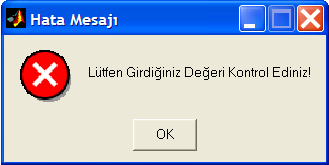 Hata Mesajı
Lütfen Girdiğiniz Değeri Kontrol Ediniz!
OK